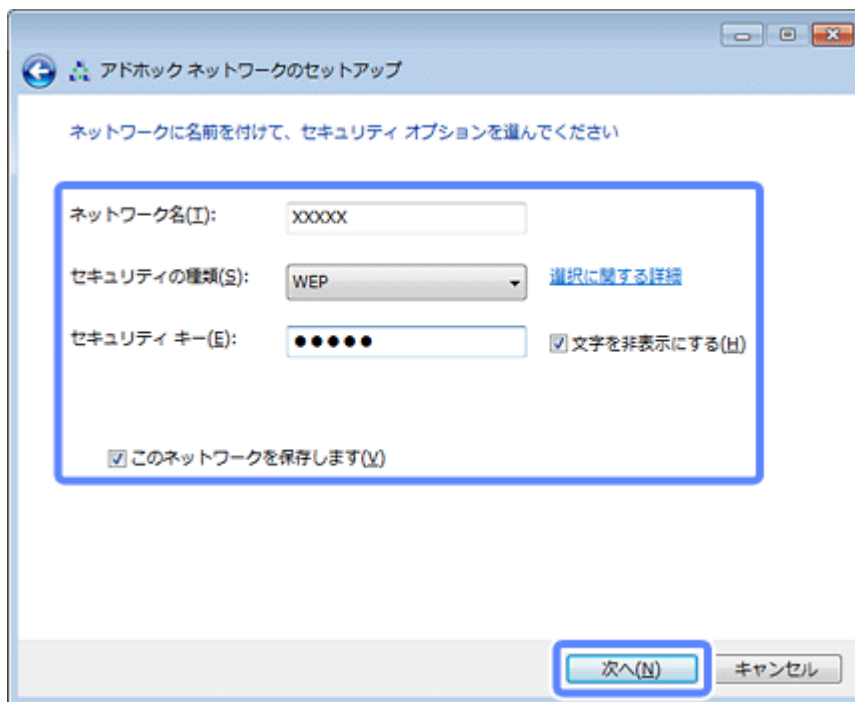 アドホック ネットワークのセットアップ
ネットワークに名前を付けて、セキュリティ オプションを選んでください
ネットワーク名(T): XXXXX
セキュリティの種類(S): WEP 選択に関する詳細
セキュリティ キー(E): ●●●●● 文字を非表示にする(H)
このネットワークを保存します(V)
次へ(N) キャンセル